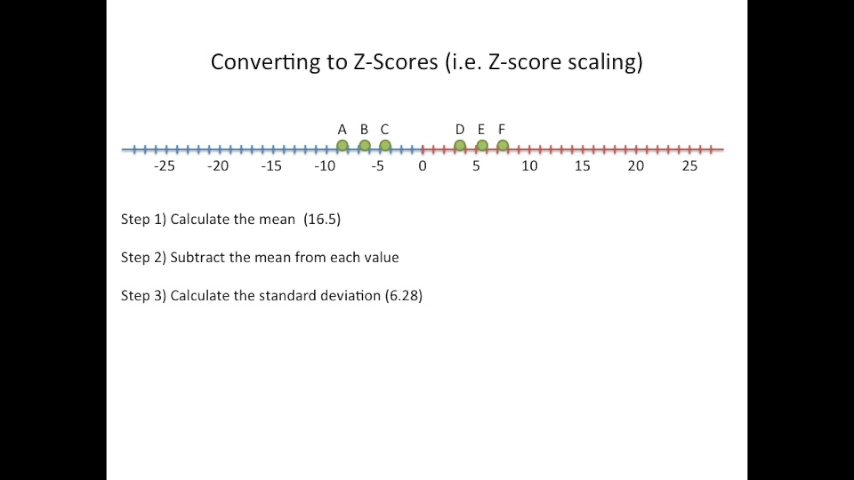 Converting to Z-Scores (i.e. Z-score scaling)
A B C D E F
-25 -20 -15 -10 -5 0 5 10 15 20 25
Step 1) Calculate the mean (16.5)
Step 2) Subtract the mean from each value
Step 3) Calculate the standard deviation (6.28)